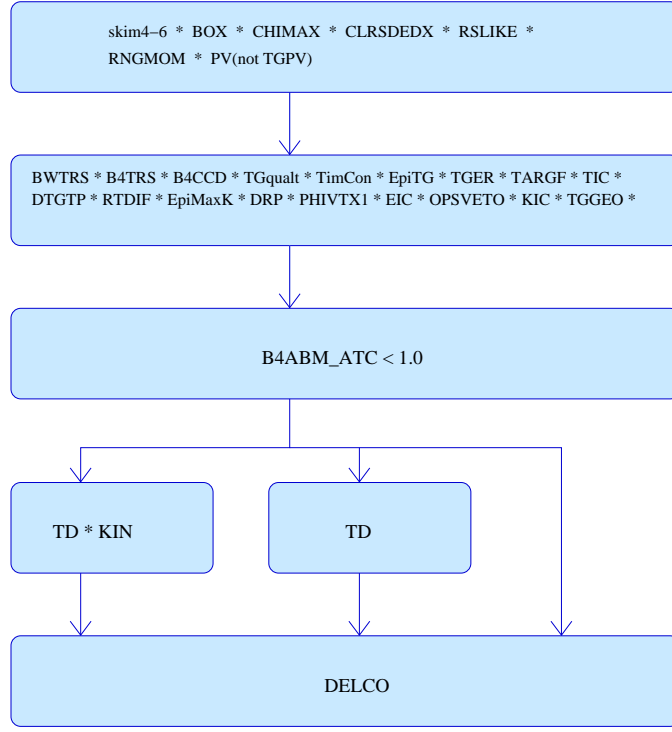 skim4−6 * BOX * CHIMAX * CLRSDEDX * RSLIKE *
RNGMOM * PV(not TGPV)
BWTRS * B4TRS * B4CCD * TGqualt * TimCon * EpiTG * TGER * TARGF * TIC *
DTGTP * RTDIF * EpiMaxK * DRP * PHIVTX1 * EIC * OPSVETO * KIC * TGGEO *
B4ABM_ATC < 1.0
TD * KIN
TD
DELCO